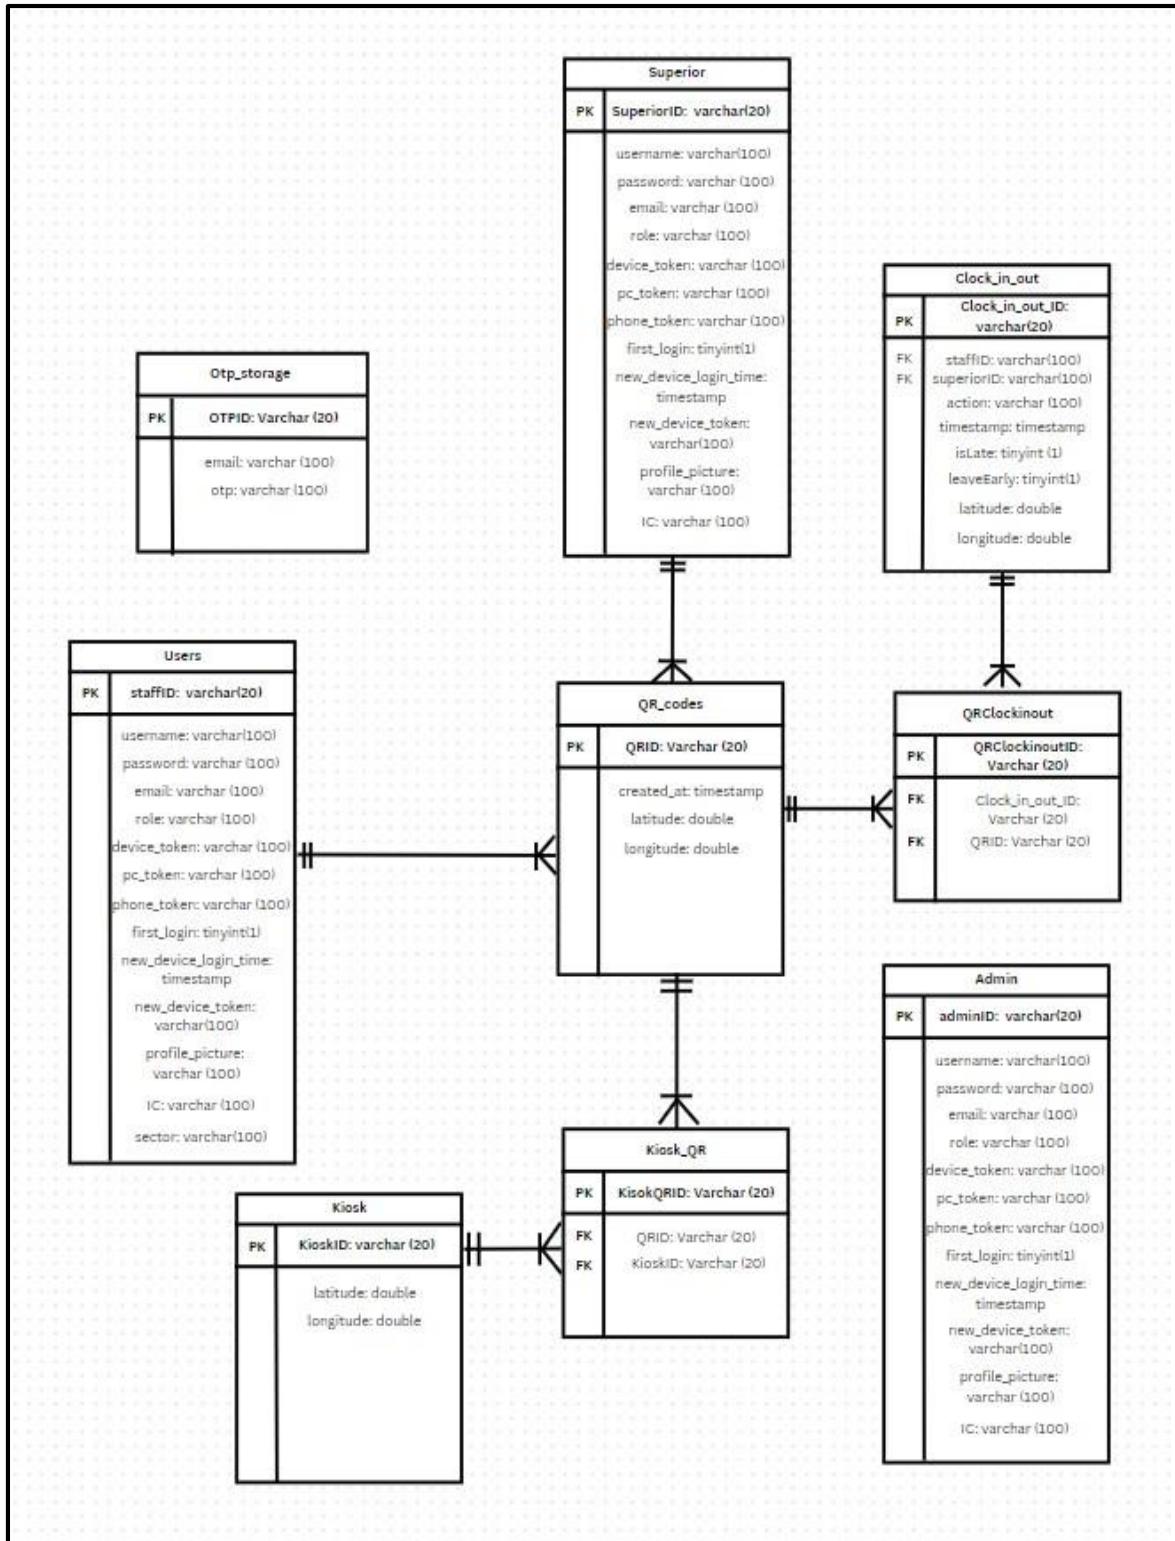 Superior
PK
SuperiorID: varchar(20)
username: varchar(100)
password: varchar (100)
email: varchar (100)
role: varchar (100)
device_token: varchar (100)
pc_token: varchar (100)
phone_token: varchar (100)
first_login: tinyint(1)
new_device_login_time:
timestamp
new_device_token:
varchar(100)
profile_picture:
varchar (100)
IC: varchar (100)
Clock_in_out
PK
Clock_in_out_ID:
varchar(20)
FK
staffID: varchar(100)
FK
superiorID: varchar(100)
action: varchar (100)
timestamp: timestamp
isLate: tinyint (1)
leaveEarly: tinyint(1)
latitude: double
longitude: double
Otp_storage
PK
OTPID: Varchar (20)
email: varchar (100)
otp: varchar (100)
Users
PK
staffID: varchar(20)
username: varchar(100)
password: varchar (100)
email: varchar (100)
role: varchar (100)
device_token: varchar (100)
pc_token: varchar (100)
phone_token: varchar (100)
first_login: tinyint(1)
new_device_login_time:
timestamp
new_device_token:
varchar(100)
profile_picture:
varchar (100)
IC: varchar (100)
sector: varchar(100)
QR_codes
PK
QRID: Varchar (20)
created_at: timestamp
latitude: double
longitude: double
QRClockinout
PK
QRClockinoutID:
Varchar (20)
FK
Clock_in_out_ID:
Varchar (20)
FK
QRID: Varchar (20)
Admin
PK
adminID: varchar(20)
username: varchar(100)
password: varchar (100)
email: varchar (100)
role: varchar (100)
device_token: varchar (100)
pc_token: varchar (100)
phone_token: varchar (100)
first_login: tinyint(1)
new_device_login_time:
timestamp
new_device_token:
varchar(100)
profile_picture:
varchar (100)
IC: varchar (100)
Kiosk_QR
PK
KisokQRID: Varchar (20)
FK
QRID: Varchar (20)
FK
KioskID: Varchar (20)
Kiosk
PK
KioskID: varchar (20)
latitude: double
longitude: double